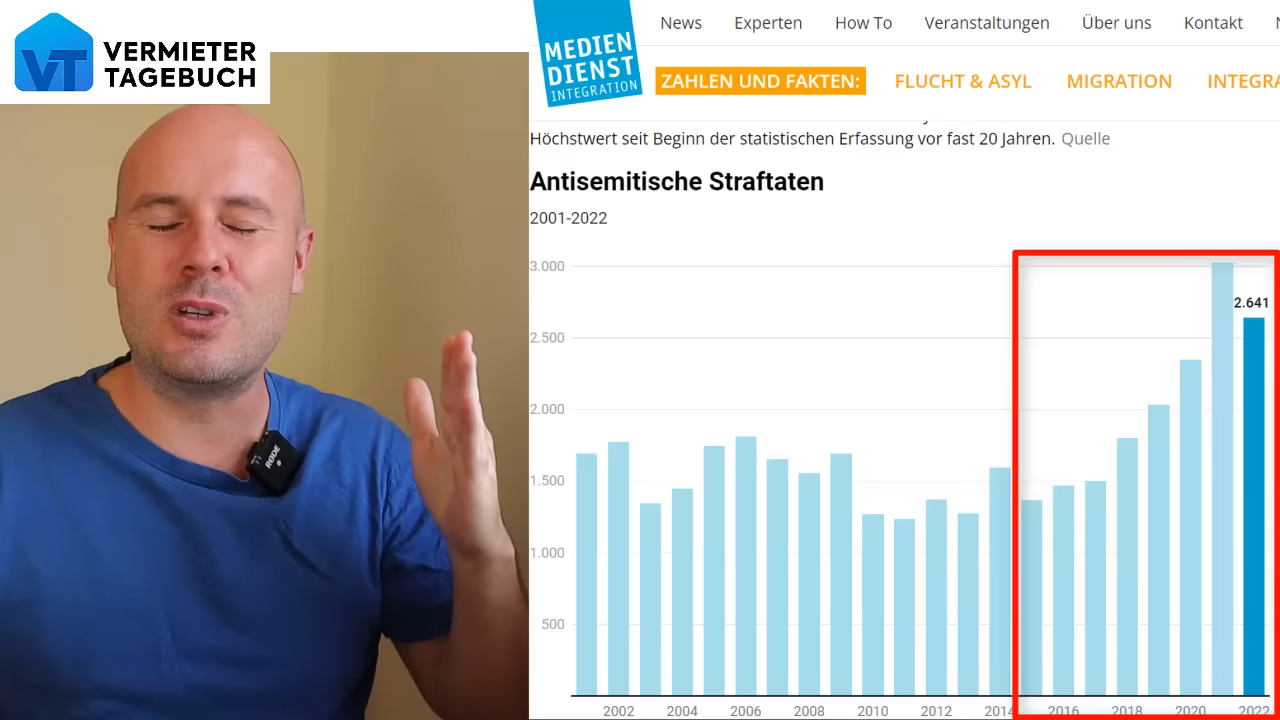 VT VERMIETER
TAGEBUCH
RØDE
MEDIEN
DIENST
INTEGRATION
News Experten How To Veranstaltungen Über uns Kontakt
ZAHLEN UND FAKTEN: FLUCHT & ASYL MIGRATION INTEGRA
Höchstwert seit Beginn der statistischen Erfassung vor fast 20 Jahren. Quelle
Antisemitische Straftaten
2001-2022
3.000
2.641
2.500
2.000
1.500
1.000
500
2002 2004 2006 2008 2010 2012 2014 2016 2018 2020 2022